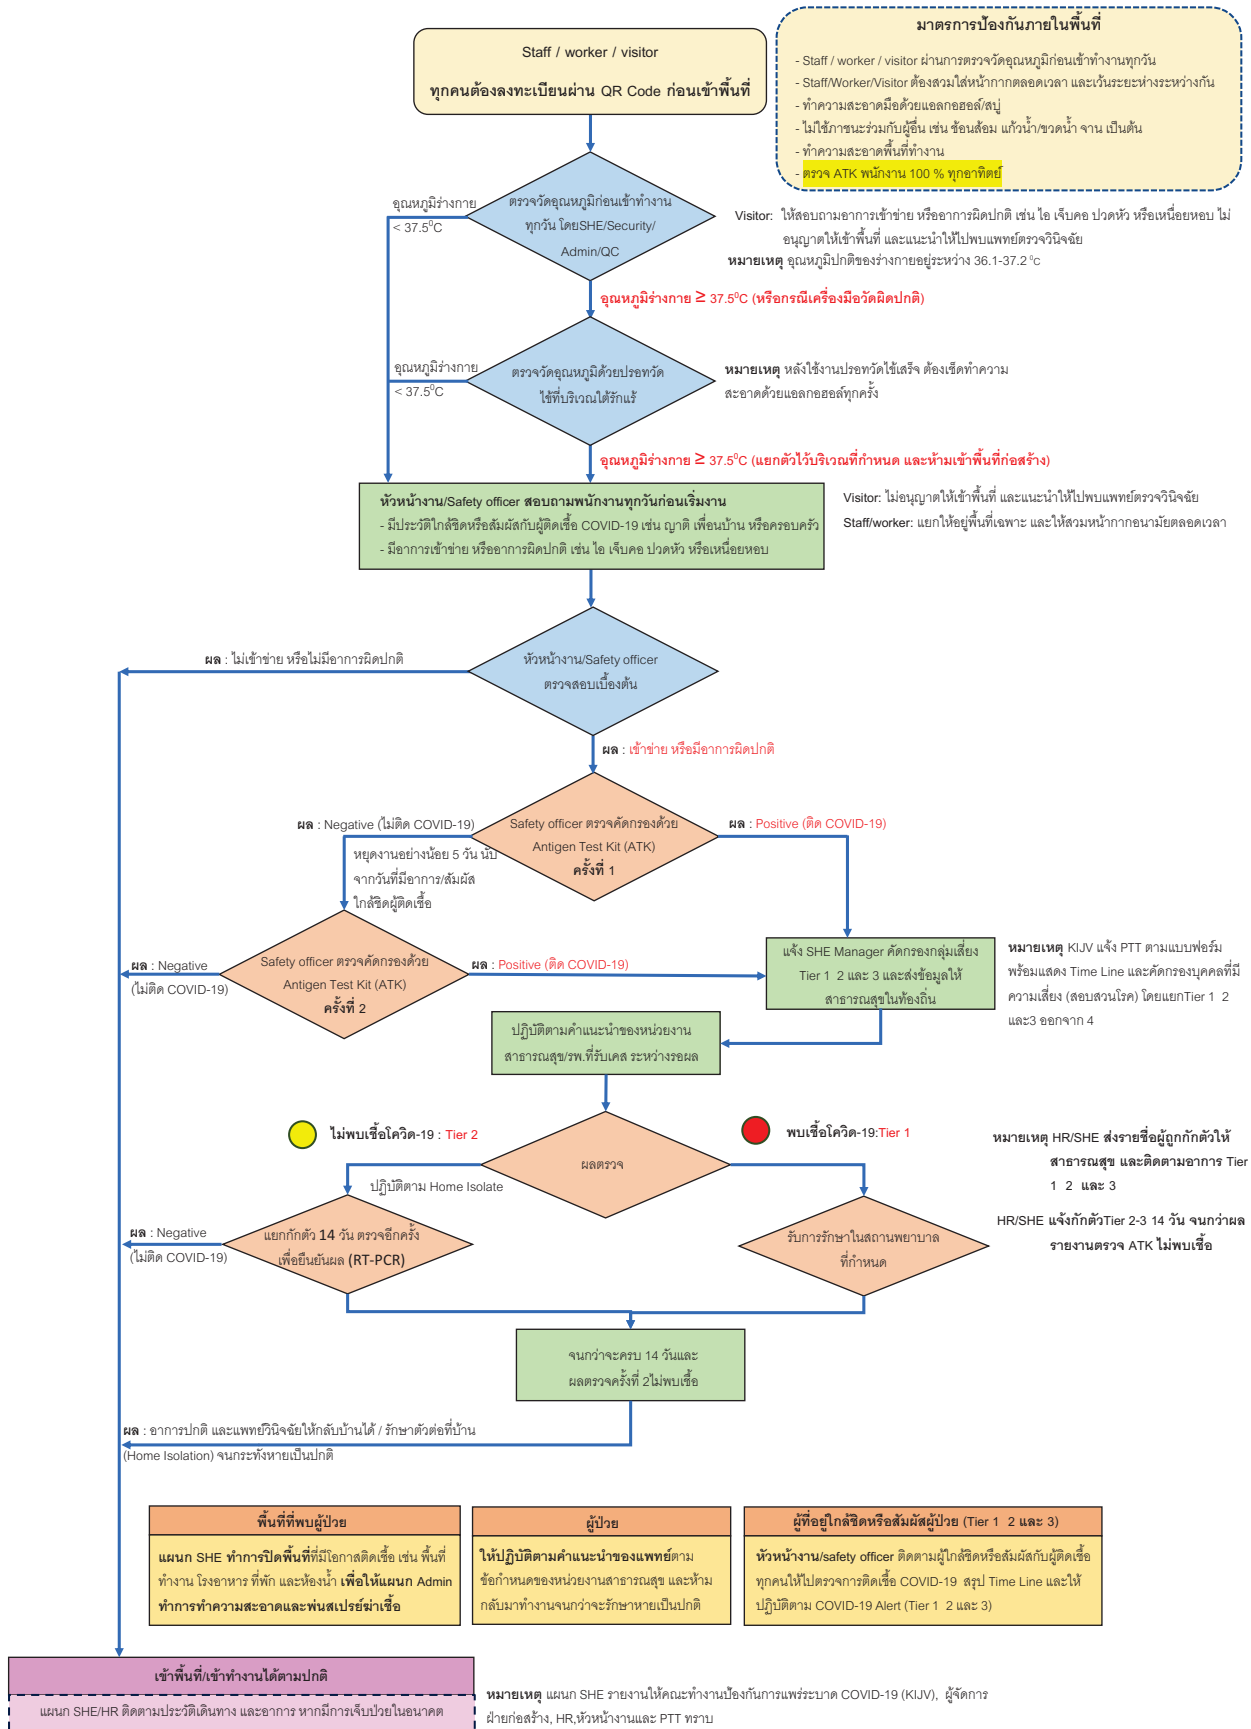 Staff / worker / visitor
ทุกคนต้องลงทะเบียนผ่าน QR Code ก่อนเข้าพื้นที่
มาตรการป้องกันภายในพื้นที่
- Staff / worker / visitor ผ่านการตรวจวัดอุณหภูมิก่อนเข้าทำงานทุกวัน
- Staff/Worker/Visitor ต้องสวมใส่หน้ากากตลอดเวลา และเว้นระยะห่างระหว่างกัน
- ทำความสะอาดมือด้วยแอลกอฮอล์/สบู่
- ไม่ใช้ภาชนะร่วมกับผู้อื่น เช่น ช้อนส้อม แก้วน้ำ/ขวดน้ำ จาน เป็นต้น
- ทำความสะอาดพื้นที่ทำงาน
- ตรวจ ATK พนักงาน 100 % ทุกอาทิตย์
อุณหภูมิร่างกาย
< 37.5⁰C
ตรวจวัดอุณหภูมิก่อนเข้าทำงาน
ทุกวัน โดยSHE/Security/
Admin/QC
Visitor: ให้สอบถามอาการเข้าข่าย หรืออาการผิดปกติ เช่น ไอ เจ็บคอ ปวดหัว หรือเหนื่อยหอบ ไม่
อนุญาตให้เข้าพื้นที่ และแนะนำให้ไปพบแพทย์ตรวจวินิจฉัย
หมายเหตุ อุณหภูมิปกติของร่างกายอยู่ระหว่าง 36.1-37.2 ⁰C
อุณหภูมิร่างกาย ≥ 37.5⁰C (หรือกรณีเครื่องมือวัดผิดปกติ)
อุณหภูมิร่างกาย
< 37.5⁰C
ตรวจวัดอุณหภูมิด้วยปรอทวัด
ไข้ที่บริเวณใต้รักแร้
หมายเหตุ หลังใช้งานปรอทวัดไข้เสร็จ ต้องเช็ดทำความ
สะอาดด้วยแอลกอฮอล์ทุกครั้ง
อุณหภูมิร่างกาย ≥ 37.5⁰C (แยกตัวไว้บริเวณที่กำหนด และห้ามเข้าพื้นที่ก่อสร้าง)
หัวหน้างาน/Safety officer สอบถามพนักงานทุกวันก่อนเริ่มงาน
- มีประวัติใกล้ชิดหรือสัมผัสกับผู้ติดเชื้อ COVID-19 เช่น ญาติ เพื่อนบ้าน หรือครอบครัว
- มีอาการเข้าข่าย หรืออาการผิดปกติ เช่น ไอ เจ็บคอ ปวดหัว หรือเหนื่อยหอบ
Visitor: ไม่อนุญาตให้เข้าพื้นที่ และแนะนำให้ไปพบแพทย์ตรวจวินิจฉัย
Staff/worker: แยกให้อยู่พื้นที่เฉพาะ และให้สวมหน้ากากอนามัยตลอดเวลา
ผล : ไม่เข้าข่าย หรือไม่มีอาการผิดปกติ
หัวหน้างาน/Safety officer
ตรวจสอบเบื้องต้น
ผล : เข้าข่าย หรือมีอาการผิดปกติ
ผล : Negative (ไม่ติด COVID-19)
Safety officer ตรวจคัดกรองด้วย
Antigen Test Kit (ATK)
ครั้งที่ 1
ผล : Positive (ติด COVID-19)
หยุดงานอย่างน้อย 5 วัน นับ
จากวันที่มีอาการ/สัมผัส
ใกล้ชิดผู้ติดเชื้อ
ผล : Negative
(ไม่ติด COVID-19)
Safety officer ตรวจคัดกรองด้วย
Antigen Test Kit (ATK)
ครั้งที่ 2
ผล : Positive (ติด COVID-19)
แจ้ง SHE Manager คัดกรองกลุ่มเสี่ยง
Tier 1 2 และ 3 และส่งข้อมูลให้
สาธารณสุขในท้องถิ่น
หมายเหตุ KIJV แจ้ง PTT ตามแบบฟอร์ม
พร้อมแสดง Time Line และคัดกรองบุคคลที่มี
ความเสี่ยง (สอบสวนโรค) โดยแยกTier 1 2
และ3 ออกจาก 4
ปฏิบัติตามคำแนะนำของหน่วยงาน
สาธารณสุข/รพ.ที่รับเคส ระหว่างรอผล
ไม่พบเชื้อโควิด-19 : Tier 2
พบเชื้อโควิด-19:Tier 1
ผลตรวจ
หมายเหตุ HR/SHE ส่งรายชื่อผู้ถูกกักตัวให้
สาธารณสุข และติดตามอาการ Tier
1 2 และ 3
HR/SHE แจ้งกักตัวTier 2-3 14 วัน จนกว่าผล
รายงานตรวจ ATK ไม่พบเชื้อ
ปฏิบัติตาม Home Isolate
ผล : Negative
(ไม่ติด COVID-19)
แยกกักตัว 14 วัน ตรวจอีกครั้ง
เพื่อยืนยันผล (RT-PCR)
รับการรักษาในสถานพยาบาล
ที่กำหนด
จนกว่าจะครบ 14 วันและ
ผลตรวจครั้งที่ 2ไม่พบเชื้อ
ผล : อาการปกติ และแพทย์วินิจฉัยให้กลับบ้านได้ / รักษาตัวต่อที่บ้าน
(Home Isolation) จนกระทั่งหายเป็นปกติ
พื้นที่ที่พบผู้ป่วย
แผนก SHE ทำการปิดพื้นที่ที่มีโอกาสติดเชื้อ เช่น พื้นที่
ทำงาน โรงอาหาร ที่พัก และห้องน้ำ เพื่อให้แผนก Admin
ทำการทำความสะอาดและพ่นสเปรย์ฆ่าเชื้อ
ผู้ป่วย
ให้ปฏิบัติตามคำแนะนำของแพทย์ตาม
ข้อกำหนดของหน่วยงานสาธารณสุข และห้าม
กลับมาทำงานจนกว่าจะรักษาหายเป็นปกติ
ผู้ที่อยู่ใกล้ชิดหรือสัมผัสผู้ป่วย (Tier 1 2 และ 3)
หัวหน้างาน/safety officer ติดตามผู้ใกล้ชิดหรือสัมผัสกับผู้ติดเชื้อ
ทุกคนให้ไปตรวจการติดเชื้อ COVID-19 สรุป Time Line และให้
ปฏิบัติตาม COVID-19 Alert (Tier 1 2 และ 3)
เข้าพื้นที่/เข้าทำงานได้ตามปกติ
แผนก SHE/HR ติดตามประวัติเดินทาง และอาการ หากมีการเจ็บป่วยในอนาคต
หมายเหตุ แผนก SHE รายงานให้คณะทำงานป้องกันการแพร่ระบาด COVID-19 (KIJV), ผู้จัดการ
ฝ่ายก่อสร้าง, HR,หัวหน้างานและ PTT ทราบ